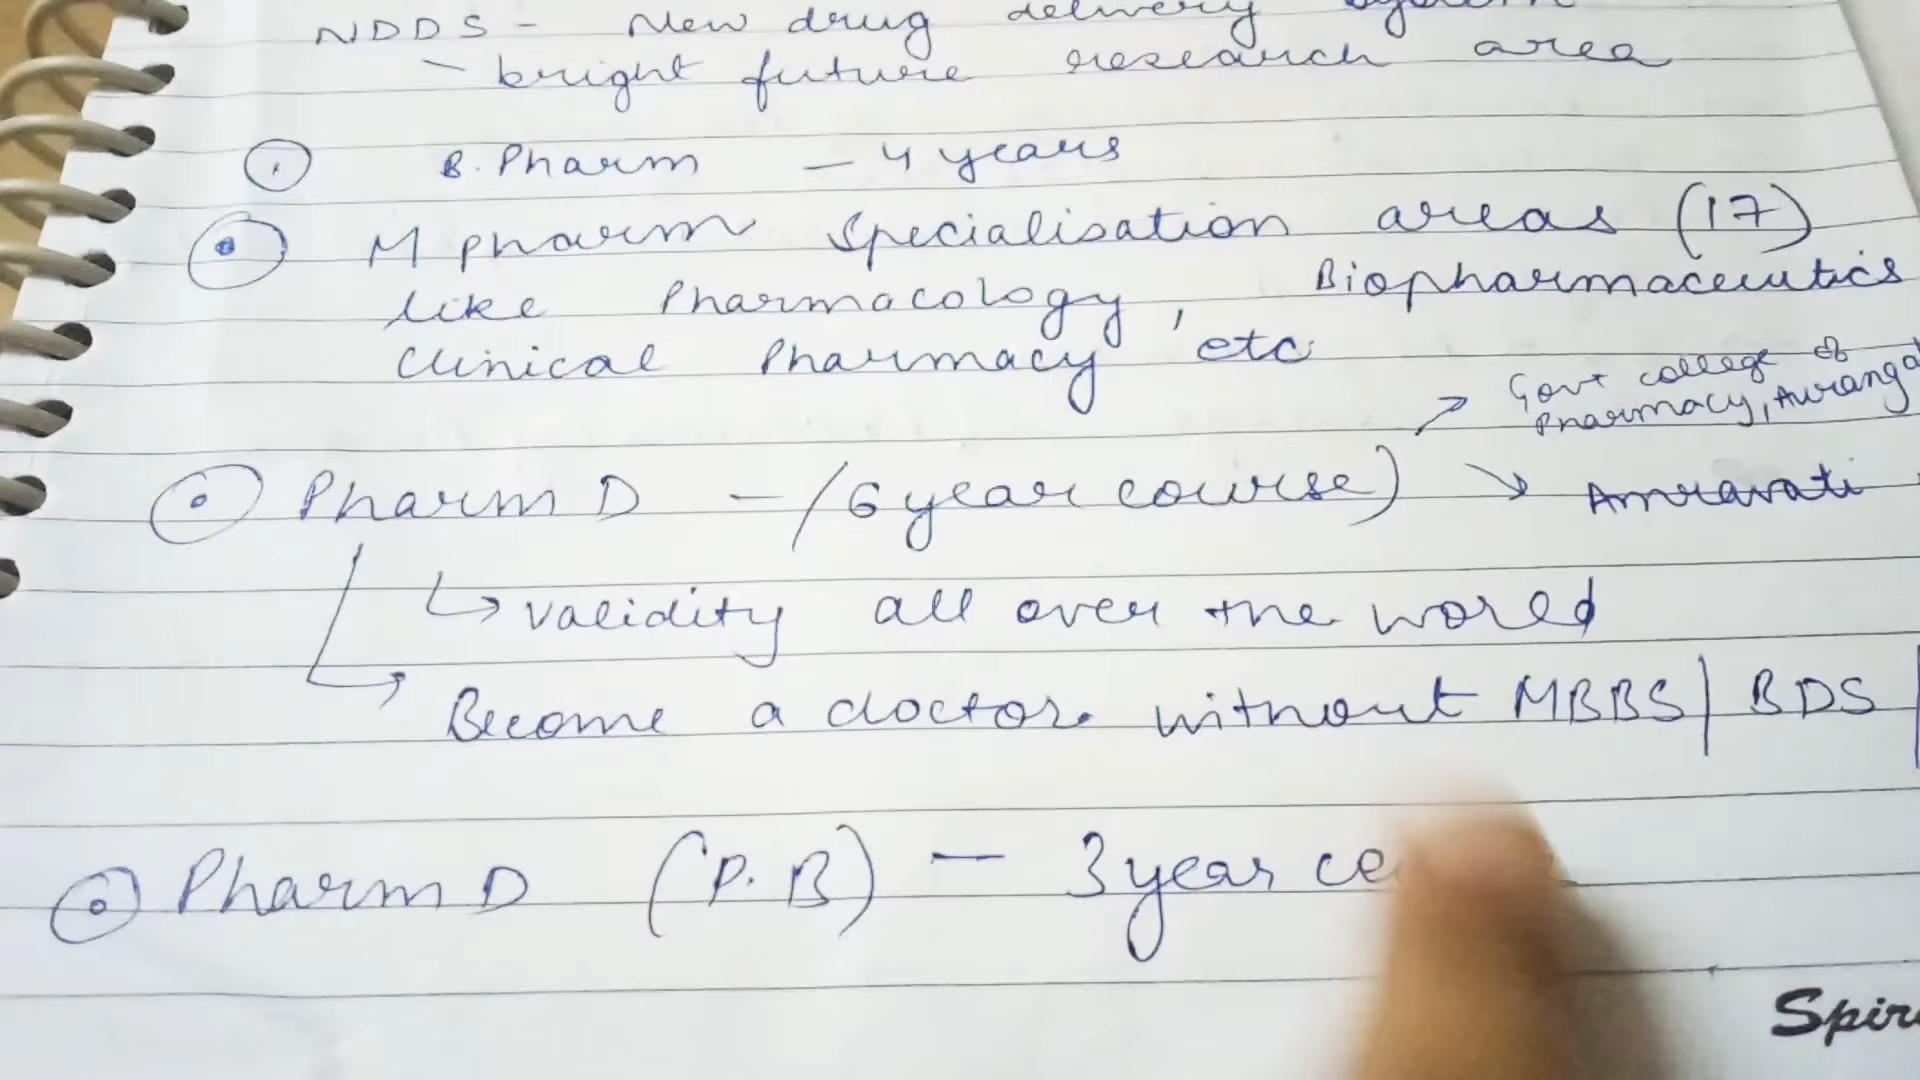 NDDS - New drug delivery system
- bright future research area
B. Pharm - 4 years
M pharm specialisation areas (17)
like Pharmacology, Biopharmaceutics
Clinical Pharmacy etc
Govt college of
Pharmacy, Auranga
Pharm D - (6 year course)
Amravati
validity all over the world
Become a doctor without MBBS | BDS |
Pharm D (P.B) - 3 year
Spir